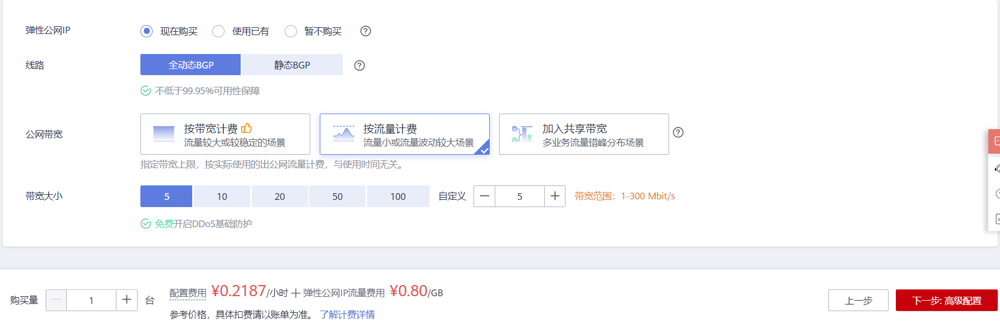 弹性公网IP 现在购买 使用已有 暂不购买
线路 全动态BGP 静态BGP
不低于99.95%可用性保障
公网带宽
按带宽计费
流量较大或较稳定的场景
按流量计费
流量小或流量波动较大场景
加入共享带宽
多业务流量错峰分布场景
指定带宽上限，按实际使用的出公网流量计费，与使用时间无关。
带宽大小 5 10 20 50 100 自定义 5 带宽范围：1-300 Mbit/s
免费开启DDoS基础防护
购买量 1 台
配置费用 ¥0.2187/小时 + 弹性公网IP流量费用 ¥0.80/GB
参考价格，具体扣费请以账单为准。 了解计费详情
上一步 下一步: 高级配置